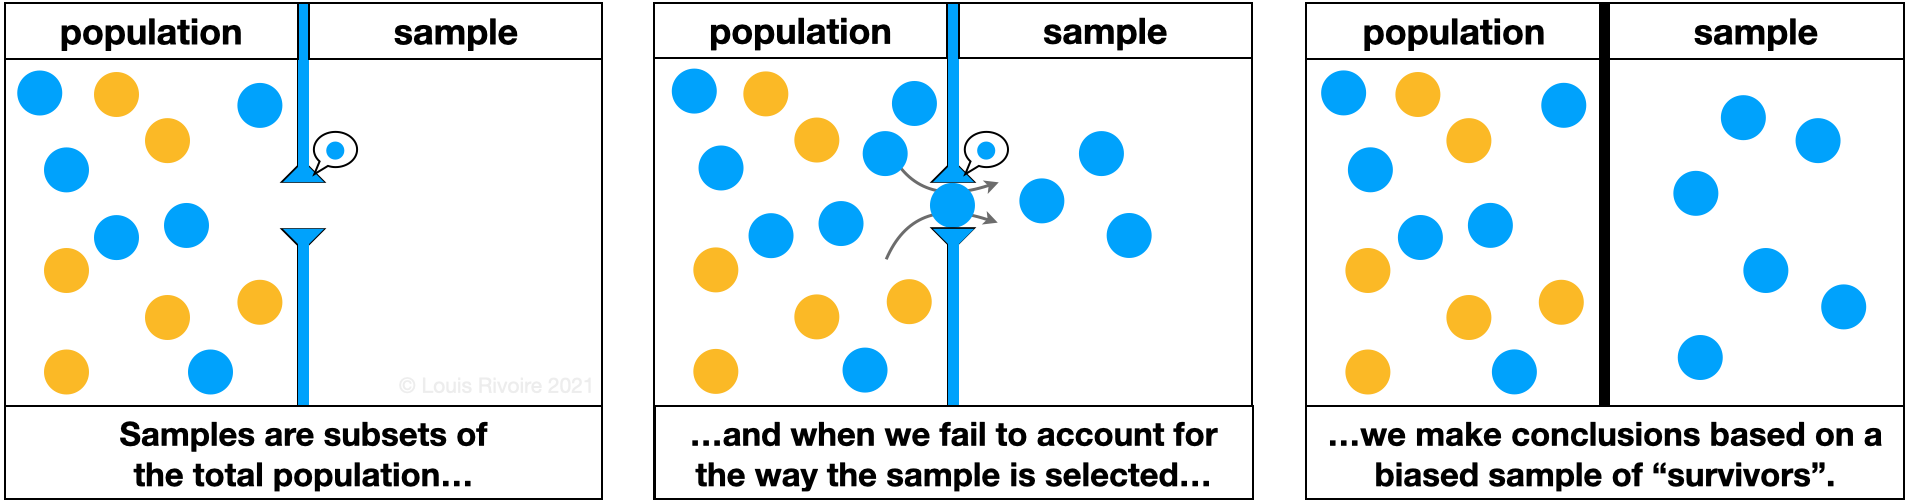 population
sample
© Louis Rivoire 2021
Samples are subsets of
the total population...
population
sample
...and when we fail to account for
the way the sample is selected...
population
sample
...we make conclusions based on a
biased sample of “survivors”.